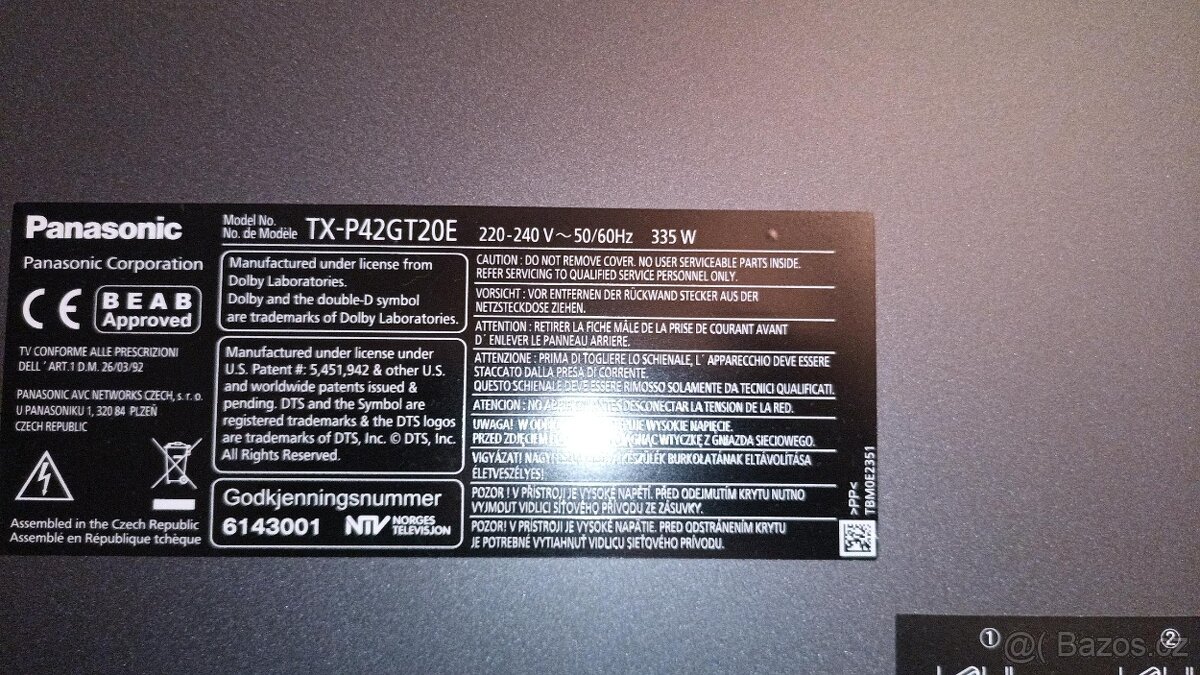 Panasonic
Model No.
No. de Modèle
TX-P42GT20E
220-240 V~50/60Hz
335 W
Panasonic Corporation
CE
BEAB
Approved
TV CONFORME ALLE PRESCRIZIONI
DELL´ART.1 D.M. 26/03/92
PANASONIC AVC NETWORKS CZECH, s.r.o.
U PANASONIKU 1, 320 84 PLZEŇ
CZECH REPUBLIC
Assembled in the Czech Republic
Assemblé en République tchèque
Manufactured under license from
Dolby Laboratories.
Dolby and the double-D symbol
are trademarks of Dolby Laboratories.
Manufactured under license under
U.S. Patent #: 5,451,942 & other U.S.
and worldwide patents issued &
pending. DTS and the Symbol are
registered trademarks & the DTS logos
are trademarks of DTS, Inc. © DTS, Inc.
All Rights Reserved.
Godkjenningsnummer
6143001
NTV NORGES
TELEVISJON
CAUTION : DO NOT REMOVE COVER. NO USER SERVICEABLE PARTS INSIDE.
REFER SERVICING TO QUALIFIED SERVICE PERSONNEL ONLY.
VORSICHT : VOR ENTFERNEN DER RÜCKWAND STECKER AUS DER
NETZSTECKDOSE ZIEHEN.
ATTENTION : RETIRER LA FICHE MÂLE DE LA PRISE DE COURANT AVANT
D´ENLEVER LE PANNEAU ARRIERE.
ATTENZIONE : PRIMA DI TOGLIERE LO SCHIENALE, L´APPARECCHIO DEVE ESSERE
STACCATO DALLA PRESA DI CORRENTE.
QUESTO SCHIENALE DEVE ESSERE RIMOSSO SOLAMENTE DA TECNICI QUALIFICATI.
ATENCION : NO DESCONECTAR LA TENSION DE LA RED.
UWAGA! W WYSOKIE NAPIĘCIE.
PRZED ZDJĘCIEM WTYCZKĘ Z GNIAZDA SIECIOWEGO.
VIGYÁZAT! KÉSZÜLÉK BURKOLATÁNAK ELTÁVOLÍTÁSA
ÉLETVESZÉLYES!
POZOR ! V PŘÍSTROJI JE VYSOKÉ NAPĚTÍ. PŘED ODEJMUTÍM KRYTU NUTNO
VYJMOUT VIDLICI SÍŤOVÉHO PŘÍVODU ZE ZÁSUVKY.
POZOR! V PRÍSTROJI JE VYSOKÉ NAPÄTIE. PRED ODSTRÁNENÍM KRYTU
JE POTREBNÉ VYTIAHNUŤ VIDLICU SIEŤOVÉHO PRÍVODU.
>PP<
TBM0E2351
① ②
@( Bazos.cz